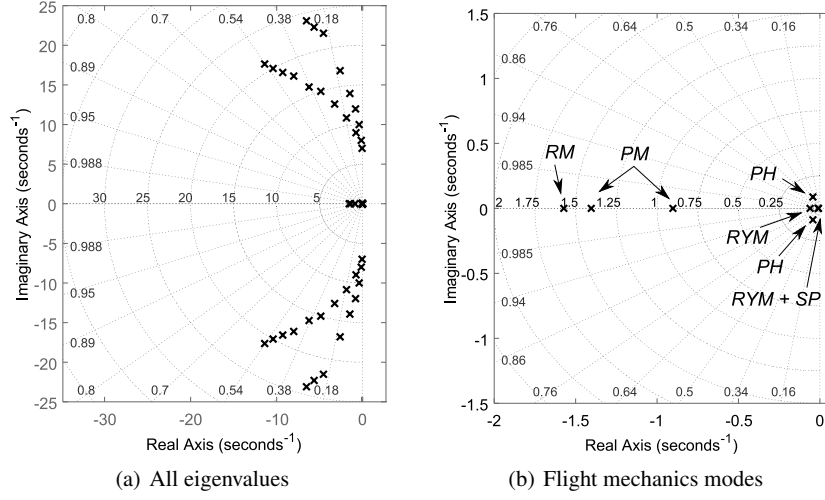 25
20
15
10
5
0
-5
-10
-15
-20
-25
Imaginary Axis (seconds-1)
0.8 0.7 0.54 0.38 0.18
0.89
0.95
0.988
30 25 20 15 10 5
0.988
0.95
0.89
0.8 0.7 0.54 0.38 0.18
-30 -20 -10 0
Real Axis (seconds-1)
(a) All eigenvalues
1.5
1
0.5
0
-0.5
-1
-1.5
Imaginary Axis (seconds-1)
0.76 0.64 0.5 0.34 0.16
0.86
0.94
0.985
RM PM PH
2 1.75 1.5 1.25 1 0.75 0.5 0.25
RYM
PH
0.985
RYM + SP
0.94
0.86
0.76 0.64 0.5 0.34 0.16
-2 -1.5 -1 -0.5 0
Real Axis (seconds-1)
(b) Flight mechanics modes